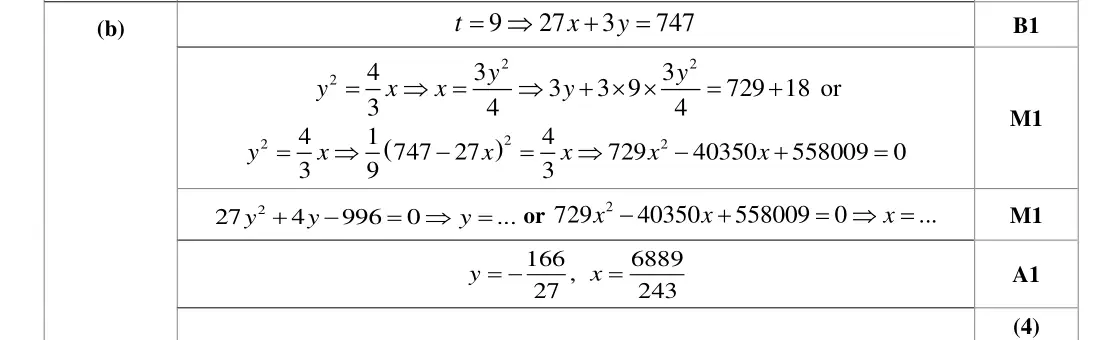 (b) t = 9 ⇒ 27x + 3y = 747 B1
y² = 4/3 x ⇒ x = 3y²/4 ⇒ 3y + 3×9× 3y²/4 = 729 + 18 or
y² = 4/3 x ⇒ 1/9 (747 − 27x)² = 4/3 x ⇒ 729x² − 40350x + 558009 = 0 M1
27y² + 4y − 996 = 0 ⇒ y = ... or 729x² − 40350x + 558009 = 0 ⇒ x = ... M1
y = − 166/27 , x = 6889/243 A1
(4)